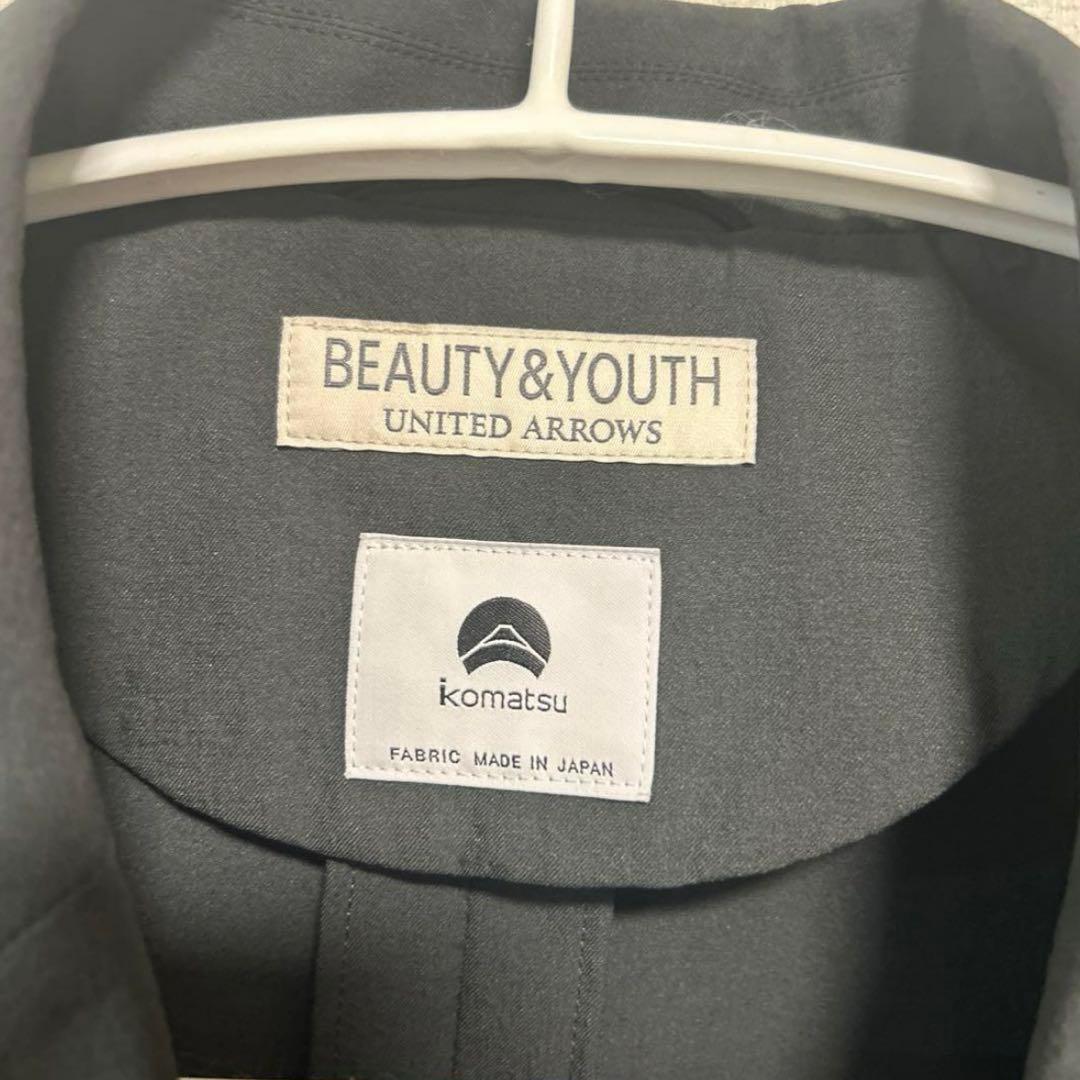 BEAUTY&YOUTH
UNITED ARROWS
komatsu
FABRIC MADE IN JAPAN